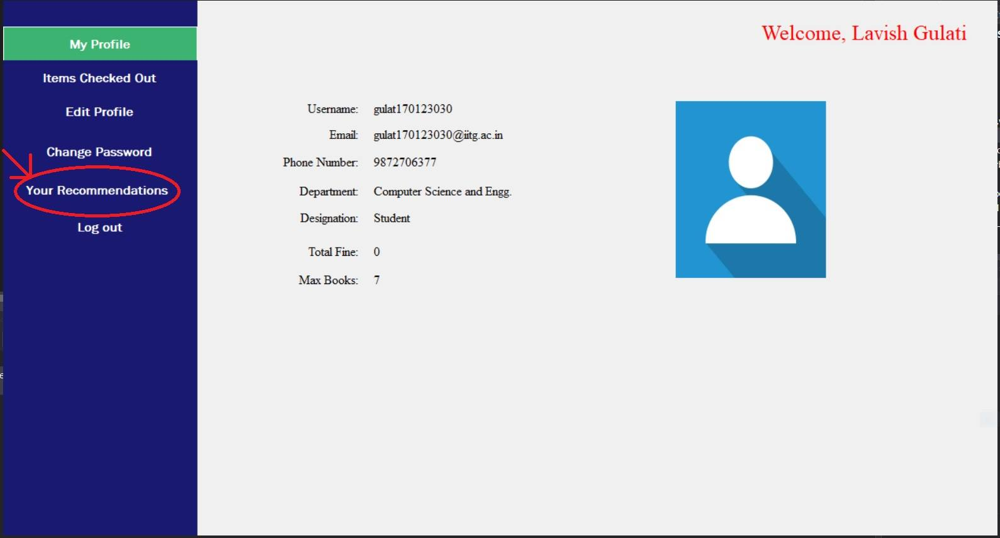 My Profile
Items Checked Out
Edit Profile
Change Password
Your Recommendations
Log out
Welcome, Lavish Gulati
Username: gulat170123030
Email: gulat170123030@iitg.ac.in
Phone Number: 9872706377
Department: Computer Science and Engg.
Designation: Student
Total Fine: 0
Max Books: 7